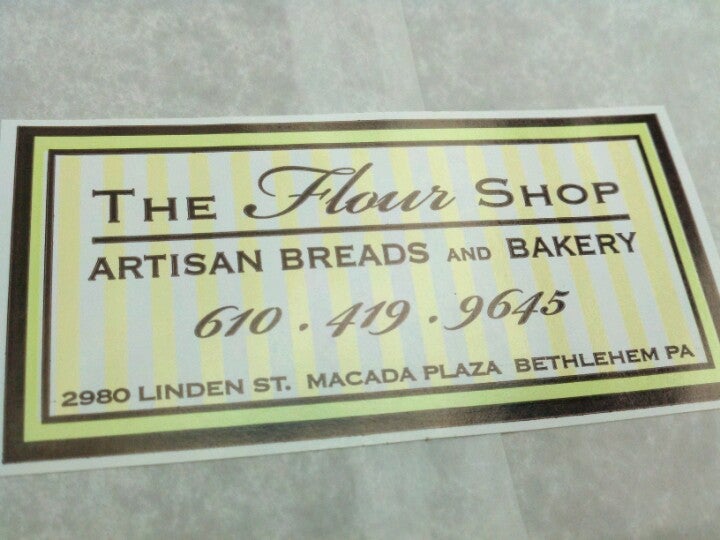 THE Flour SHOP
ARTISAN BREADS AND BAKERY
610 . 419 . 9645
2980 LINDEN ST. MACADA PLAZA BETHLEHEM PA